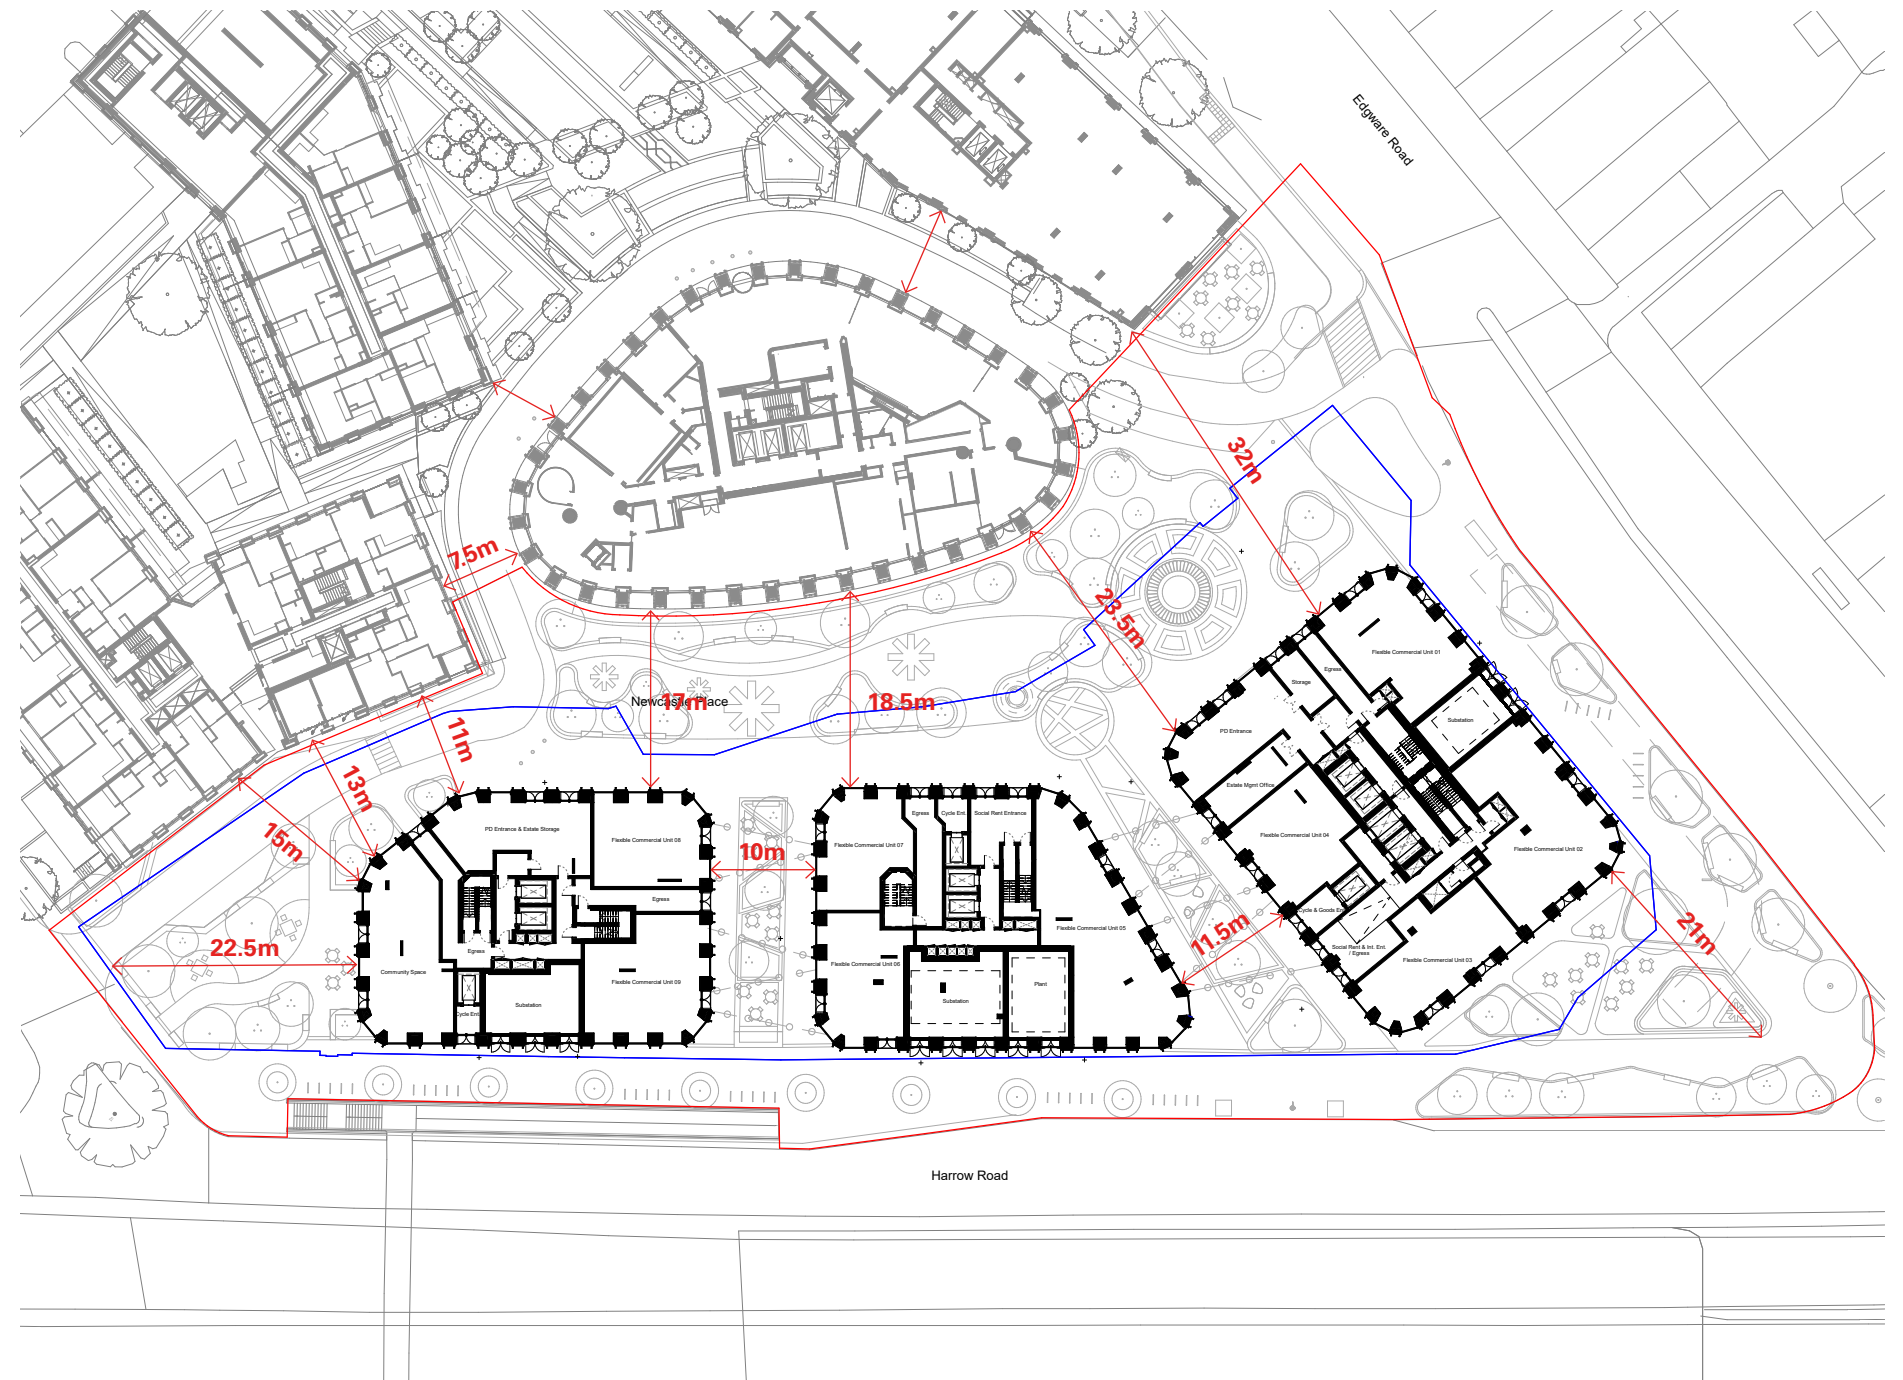 Edgware Road
32m
7.5m
23.5m
Newcastle Place
17m
18.5m
11m
13m
15m
10m
22.5m
11.5m
21m
Flexible Commercial Unit 01
Egress
Storage
Substation
PD Entrance
Estate Mgmt Office
Flexible Commercial Unit 04
Flexible Commercial Unit 02
Cycle & Goods Ent.
Social Rent & Int. Ent.
/ Egress
Flexible Commercial Unit 03
PD Entrance & Estate Storage
Flexible Commercial Unit 08
Egress
Egress
Community Space
Flexible Commercial Unit 09
Substation
Cycle Ent.
Egress
Cycle Ent.
Social Rent Entrance
Flexible Commercial Unit 07
Flexible Commercial Unit 05
Flexible Commercial Unit 06
Substation
Plant
Harrow Road